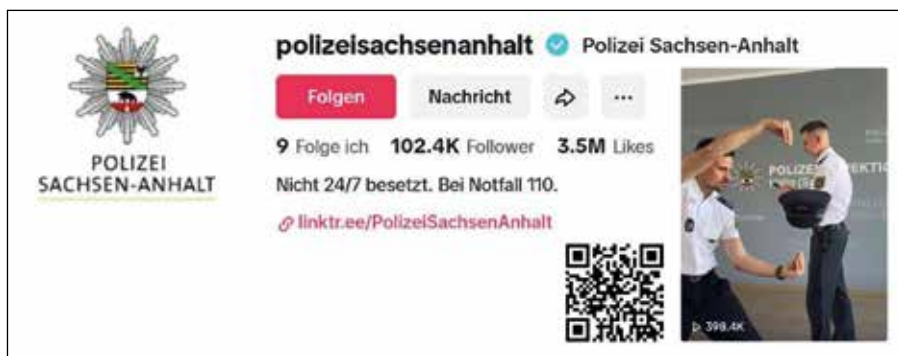 POLIZEI
SACHSEN-ANHALT
polizeisachsenanhalt Polizei Sachsen-Anhalt
Folgen Nachricht
9 Folge ich 102.4K Follower 3.5M Likes
Nicht 24/7 besetzt. Bei Notfall 110.
linktr.ee/PolizeiSachsenAnhalt
398.4K